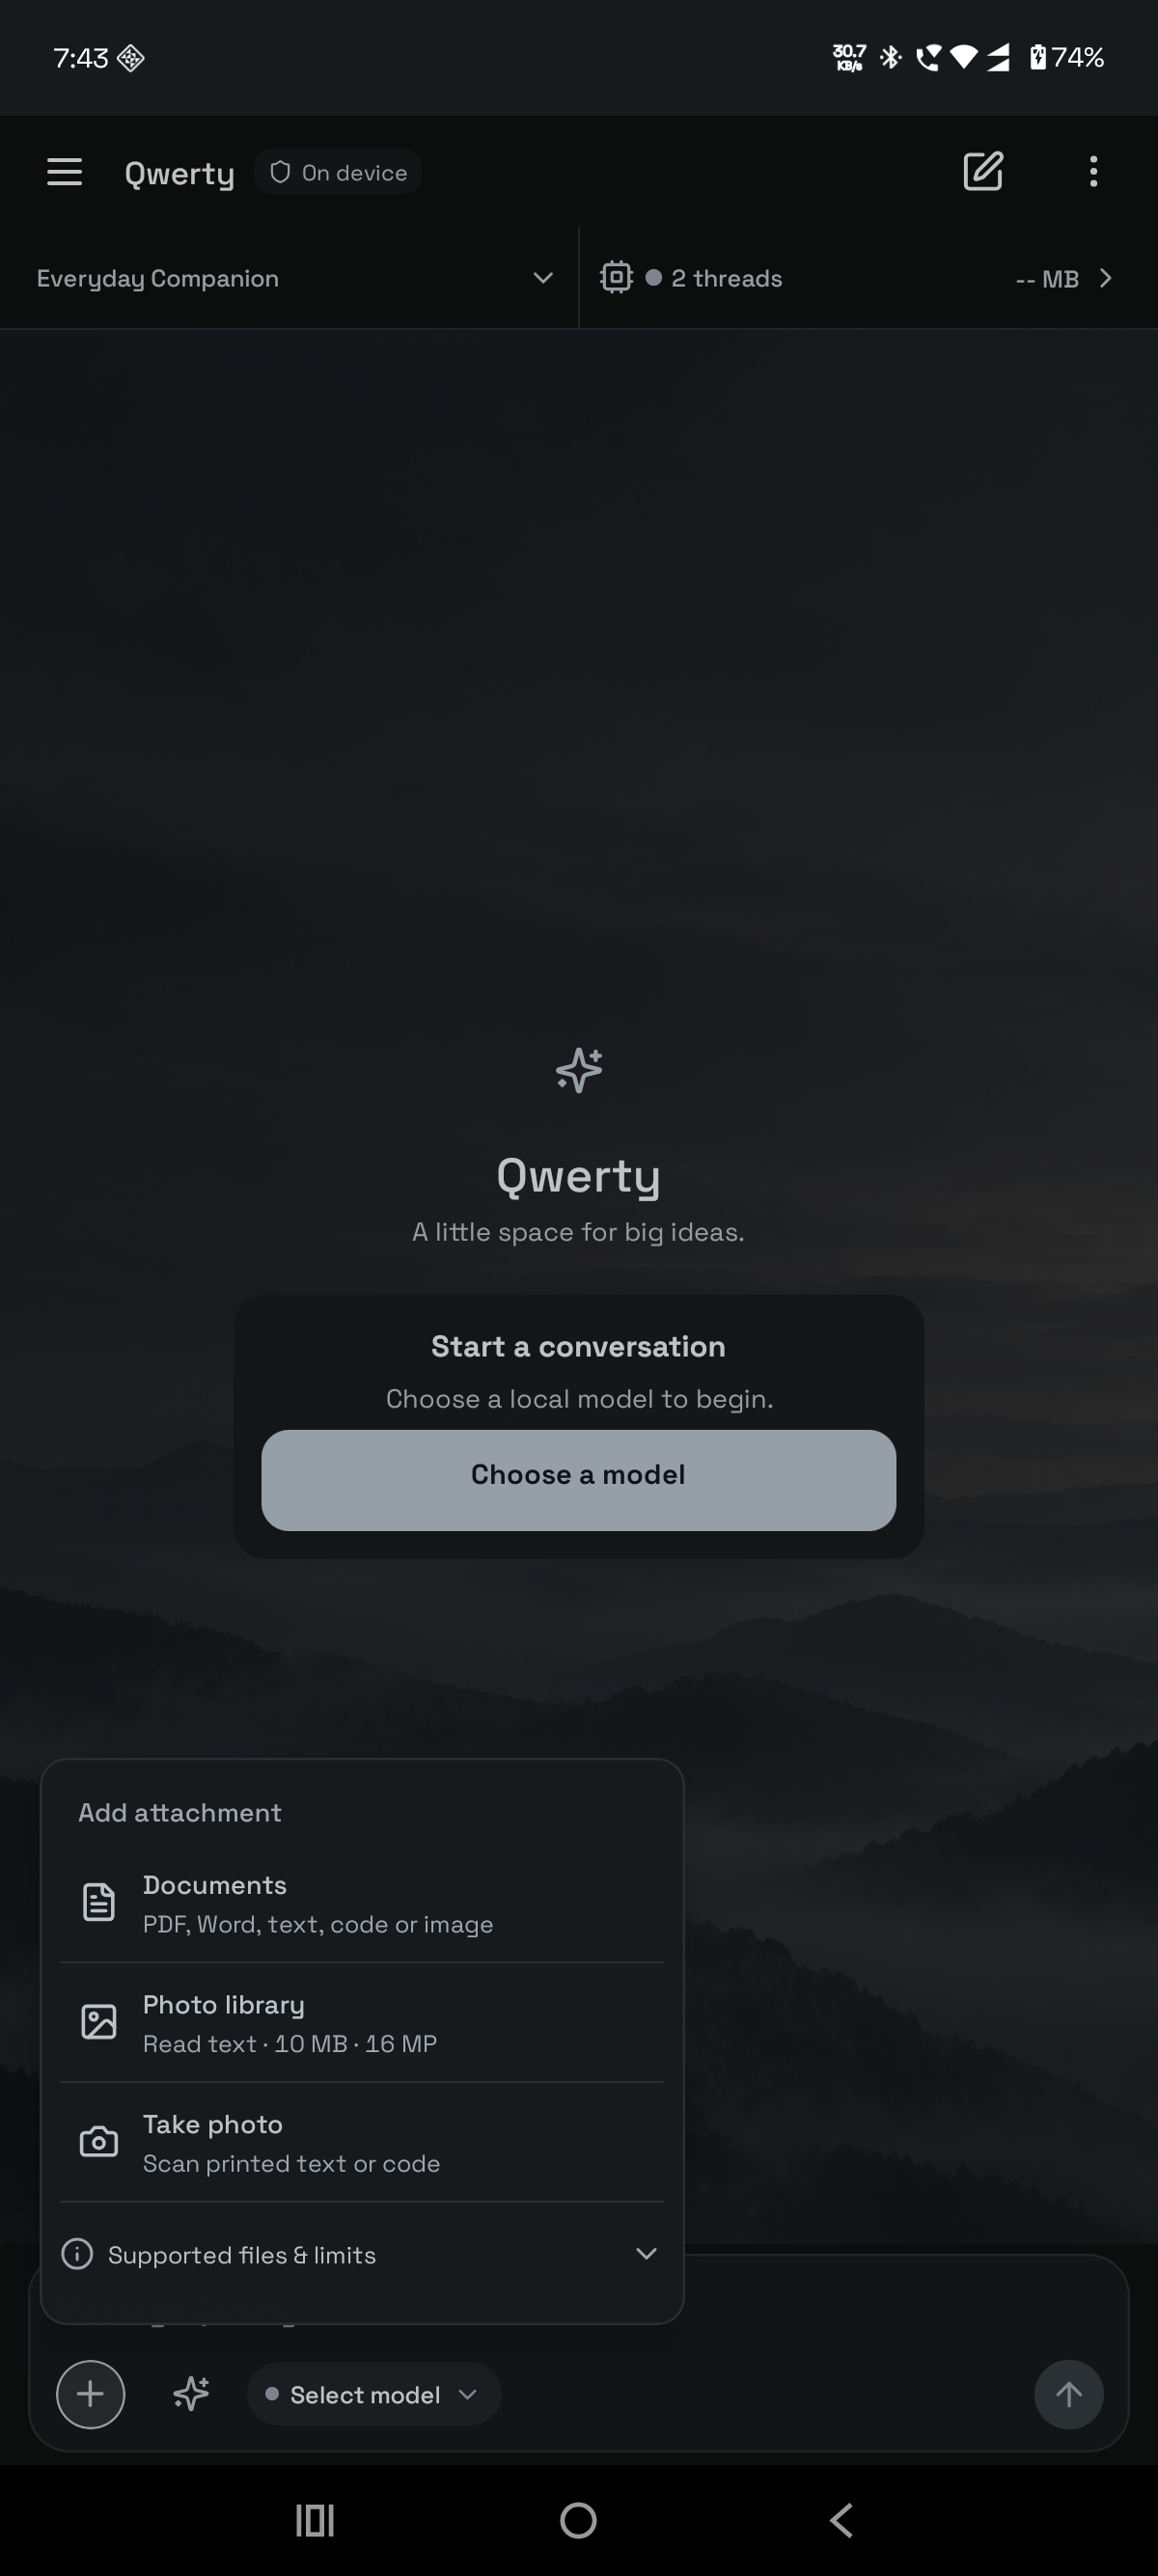 7:43
30.7
KB/s
74%
Qwerty
On device
Everyday Companion
2 threads
-- MB
Qwerty
A little space for big ideas.
Start a conversation
Choose a local model to begin.
Choose a model
Add attachment
Documents
PDF, Word, text, code or image
Photo library
Read text · 10 MB · 16 MP
Take photo
Scan printed text or code
Supported files & limits
Select model